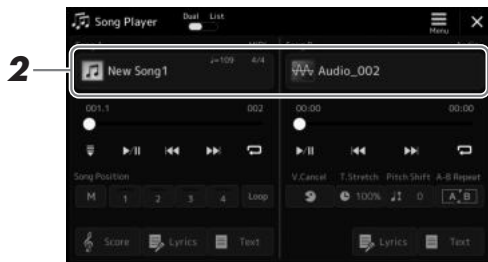 Song Player Dual List Menu
2
New Song1 ♩=109 4/4 Audio_002
001.1 002 00:00 00:00
Song Position V.Cancel T.Stretch Pitch Shift A-B Repeat
M 1 2 3 4 Loop 100% 0 A B
Score Lyrics Text Lyrics Text